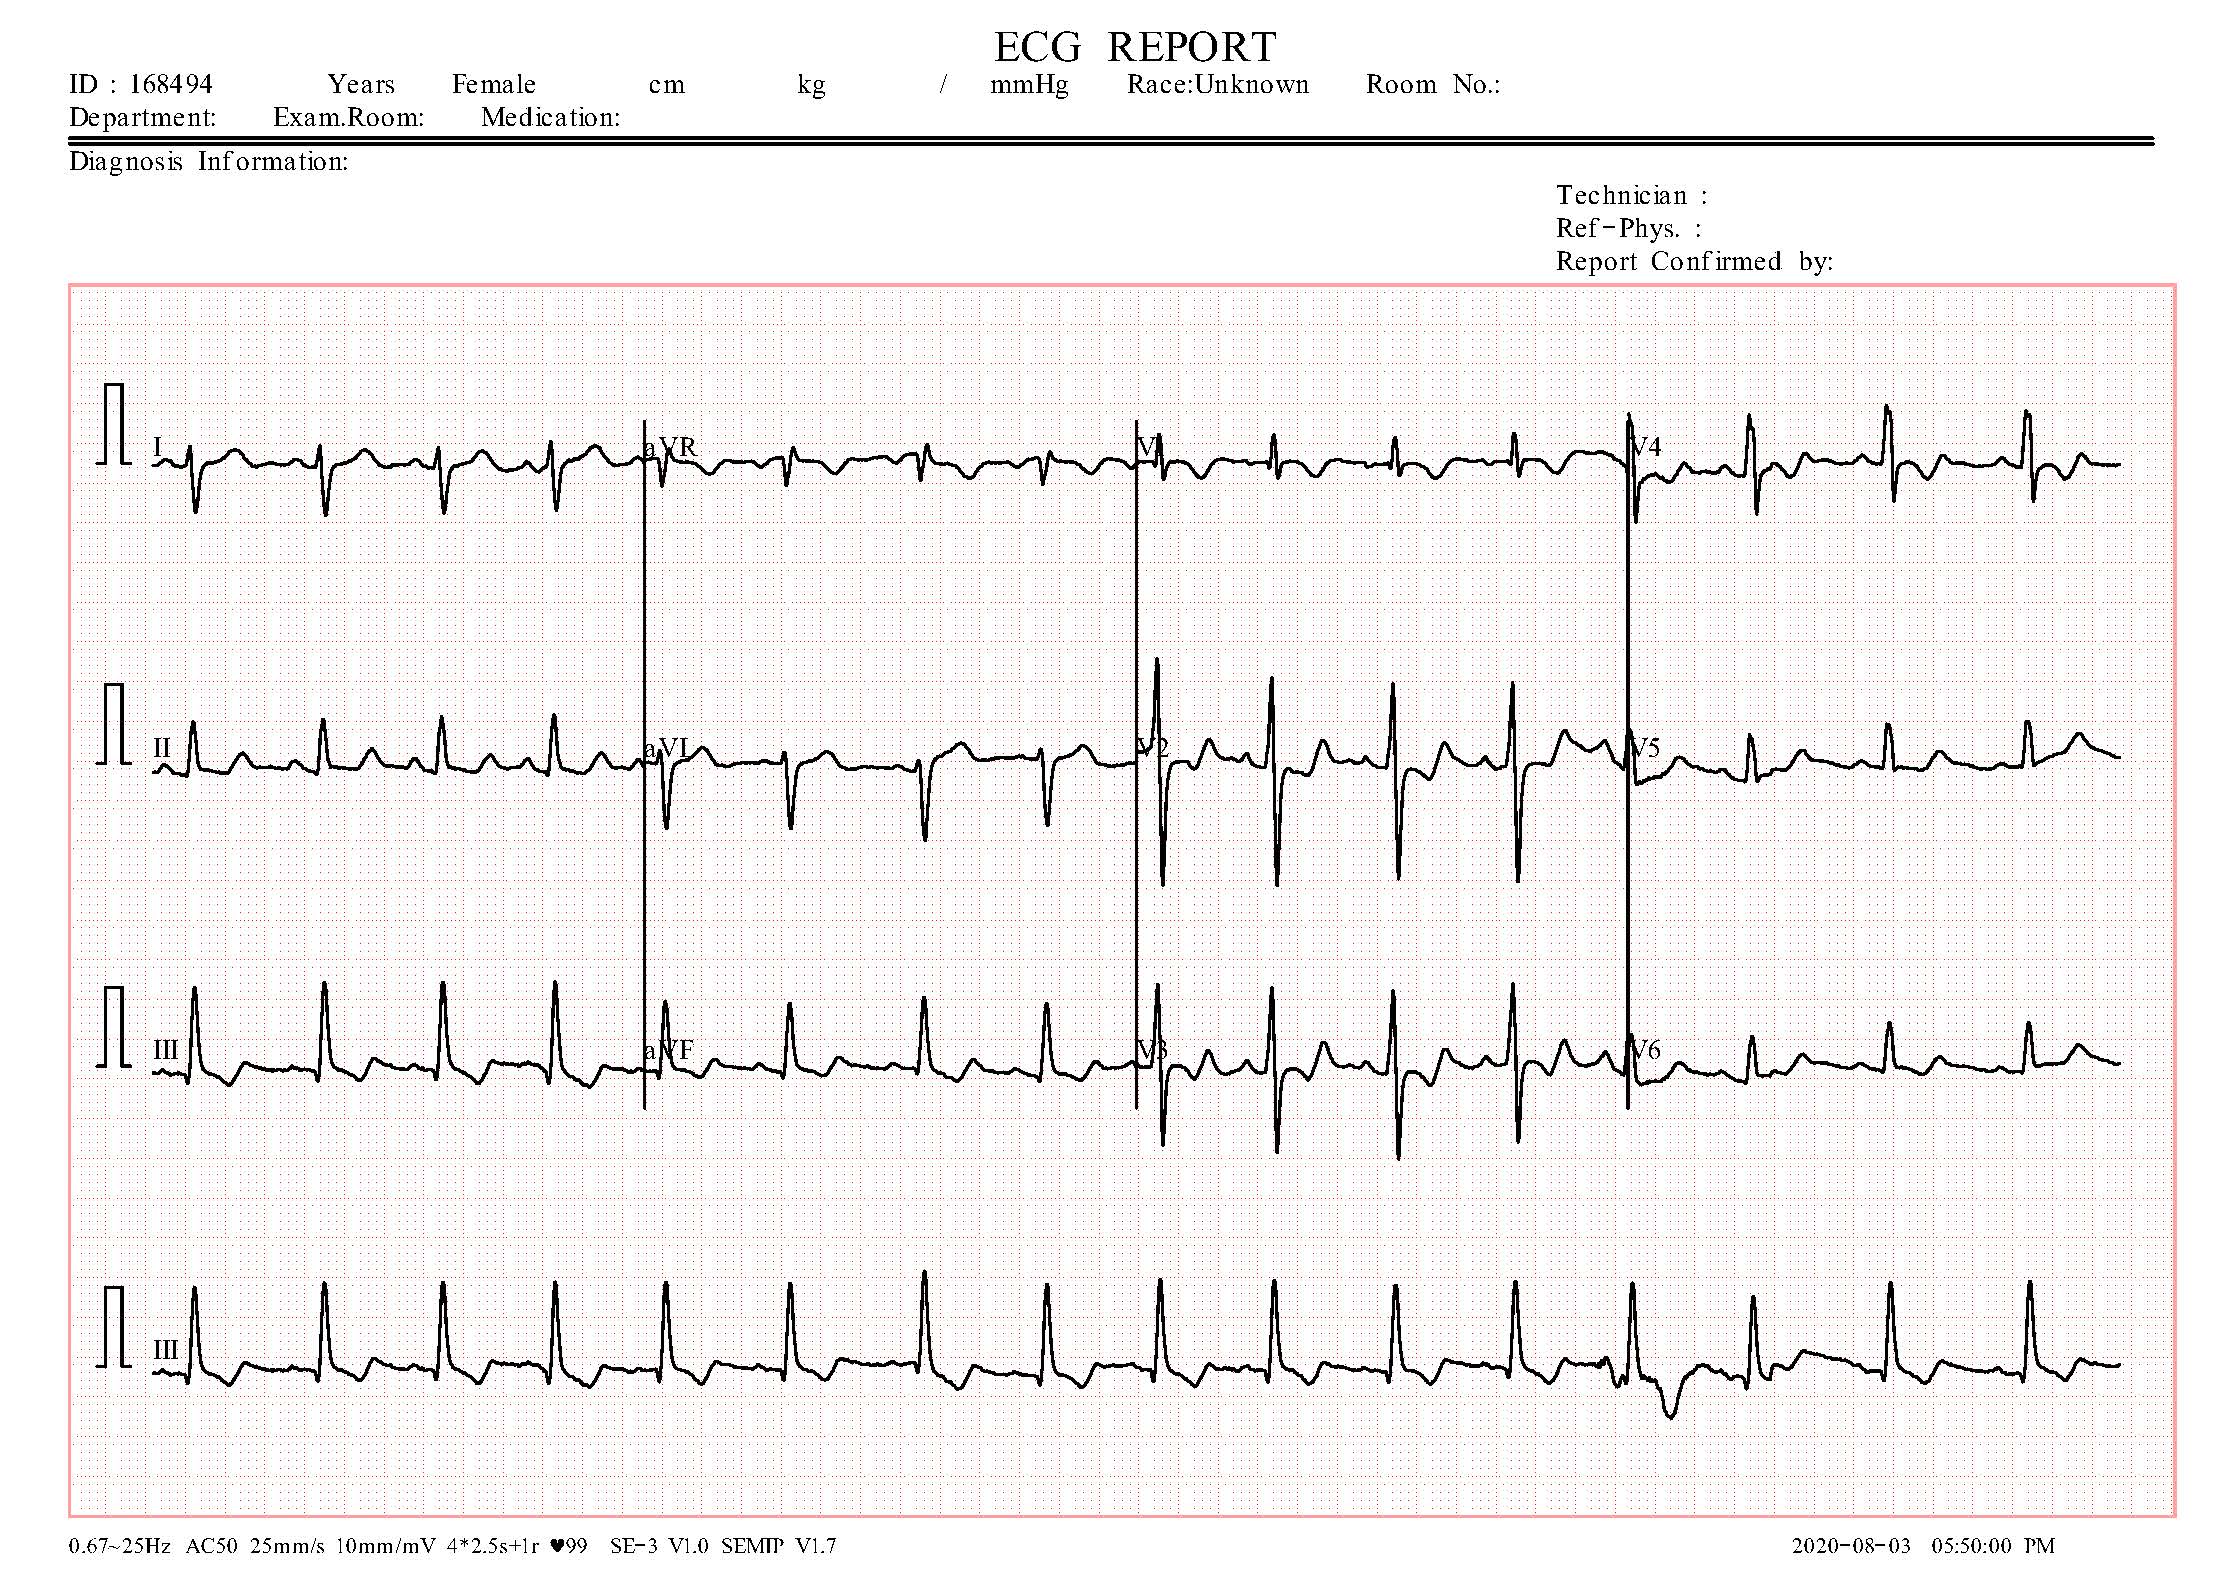 ECG REPORT
ID : 168494 Years Female cm kg / mmHg Race:Unknown Room No.:
Department: Exam.Room: Medication:
Diagnosis Information:
Technician :
Ref-Phys. :
Report Confirmed by:
I aVR V1 V4
II aVL V2 V5
III aVF V3 V6
III
0.67~25Hz AC50 25mm/s 10mm/mV 4*2.5s+1r ♥99 SE-3 V1.0 SEMIP V1.7 2020-08-03 05:50:00 PM